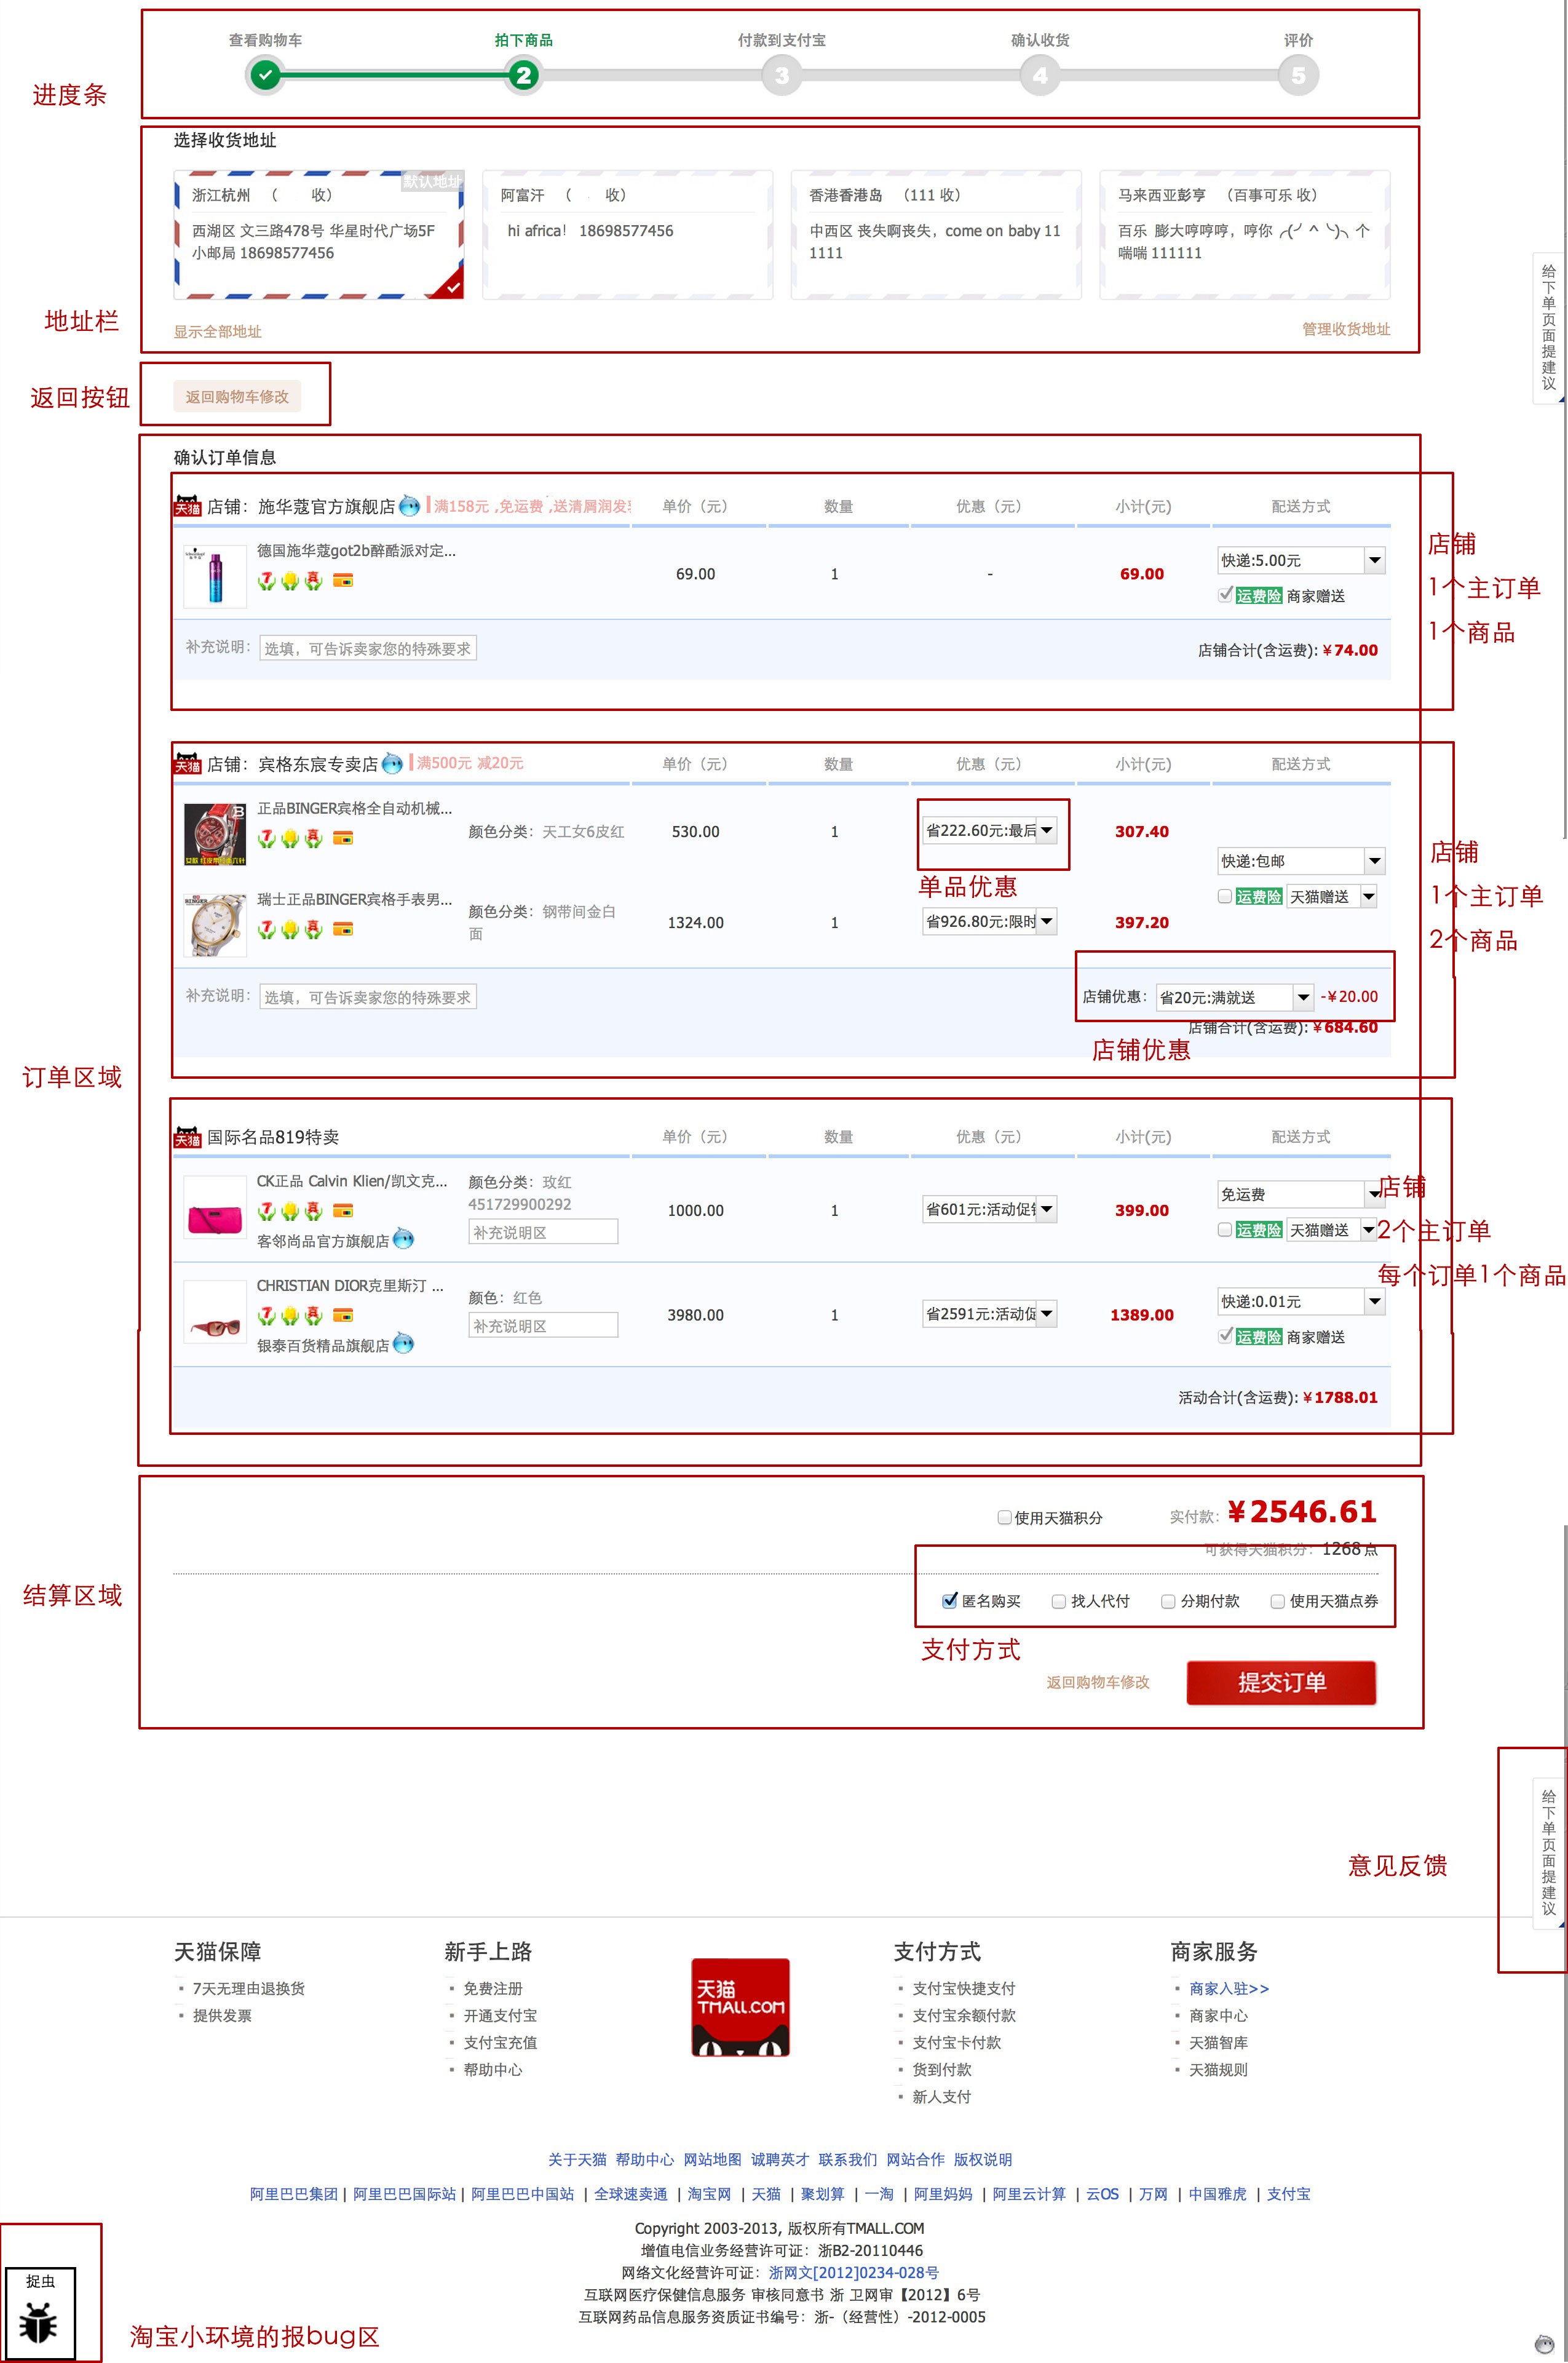 查看购物车 拍下商品 付款到支付宝 确认收货 评价
2 3 4 5
进度条
选择收货地址
默认地址
浙江杭州 （ 收） 阿富汗 （ 收） 香港香港岛 （111 收） 马来西亚彭亨 （百事可乐 收）
西湖区 文三路478号 华星时代广场5F
小邮局 18698577456
hi africa！ 18698577456
中西区 丧失啊丧失，come on baby 11
1111
百乐 膨大哼哼哼，哼你 ╭(╯^╰)╮ 个
喘喘 111111
地址栏
显示全部地址 管理收货地址
给下单页面提建议
返回按钮
返回购物车修改
确认订单信息
天猫 店铺：施华蔻官方旗舰店 满158元 ,免运费 ,送清屑润发 单价（元） 数量 优惠（元） 小计(元) 配送方式
德国施华蔻got2b醉酷派对定...
69.00 1 - 69.00 快递:5.00元
运费险 商家赠送
补充说明： 选填，可告诉卖家您的特殊要求 店铺合计(含运费): ¥74.00
店铺
1个主订单
1个商品
天猫 店铺：宾格东宸专卖店 满500元 减20元 单价（元） 数量 优惠（元） 小计(元) 配送方式
正品BINGER宾格全自动机械...
颜色分类：天工女6皮红 530.00 1 省222.60元:最后 307.40
快递:包邮
单品优惠
运费险 天猫赠送
瑞士正品BINGER宾格手表男...
颜色分类：钢带间金白
面
1324.00 1 省926.80元:限时 397.20
补充说明： 选填，可告诉卖家您的特殊要求 店铺优惠： 省20元:满就送 -¥20.00
店铺合计(含运费): ¥684.60
店铺优惠
店铺
1个主订单
2个商品
订单区域
天猫 国际名品819特卖 单价（元） 数量 优惠（元） 小计(元) 配送方式
CK正品 Calvin Klien/凯文克...
客邻尚品官方旗舰店
颜色分类：玫红
451729900292
补充说明区
1000.00 1 省601元:活动促 399.00 免运费
运费险 天猫赠送
CHRISTIAN DIOR克里斯汀 ...
银泰百货精品旗舰店
颜色：红色
补充说明区
3980.00 1 省2591元:活动促 1389.00 快递:0.01元
运费险 商家赠送
活动合计(含运费): ¥1788.01
店铺
2个主订单
每个订单1个商品
使用天猫积分 实付款: ¥2546.61
可获得天猫积分：1268点
结算区域
匿名购买 找人代付 分期付款 使用天猫点券
支付方式
返回购物车修改 提交订单
给下单页面提建议
意见反馈
天猫保障
7天无理由退换货
提供发票
新手上路
免费注册
开通支付宝
支付宝充值
帮助中心
天猫
TMALL.COM
支付方式
支付宝快捷支付
支付宝余额付款
支付宝卡付款
货到付款
新人支付
商家服务
商家入驻>>
商家中心
天猫智库
天猫规则
关于天猫 帮助中心 网站地图 诚聘英才 联系我们 网站合作 版权说明
阿里巴巴集团 | 阿里巴巴国际站 | 阿里巴巴中国站 | 全球速卖通 | 淘宝网 | 天猫 | 聚划算 | 一淘 | 阿里妈妈 | 阿里云计算 | 云OS | 万网 | 中国雅虎 | 支付宝
Copyright 2003-2013, 版权所有TMALL.COM
增值电信业务经营许可证：浙B2-20110446
网络文化经营许可证：浙网文[2012]0234-028号
互联网医疗保健信息服务 审核同意书 浙 卫网审【2012】6号
互联网药品信息服务资质证书编号：浙-（经营性）-2012-0005
捉虫
淘宝小环境的报bug区